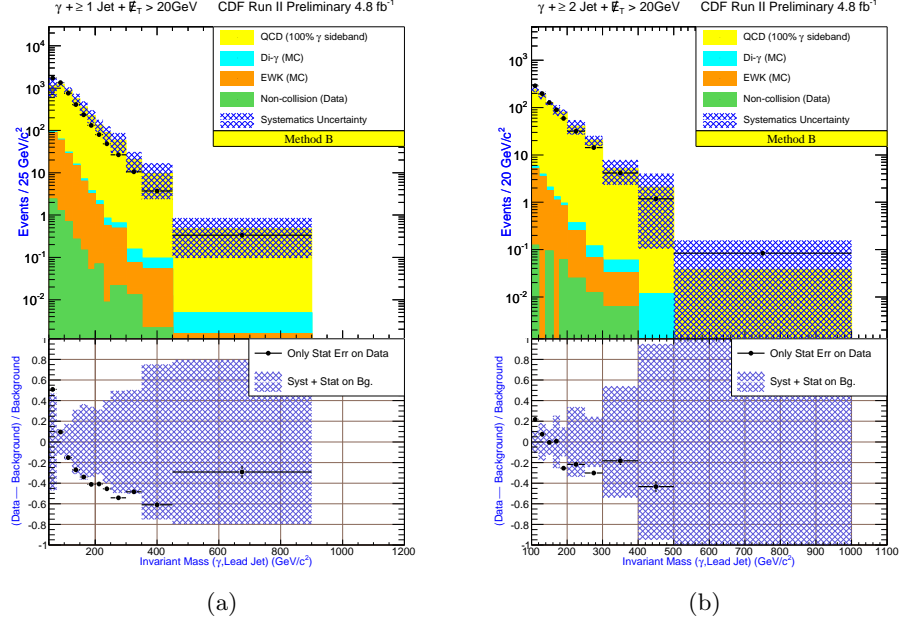 γ + ≥ 1 Jet + E̸_T > 20GeV CDF Run II Preliminary 4.8 fb⁻¹
QCD (100% γ sideband)
Di-γ (MC)
EWK (MC)
Non-collision (Data)
Systematics Uncertainty
Method B
Events / 25 GeV/c²
10⁴
10³
10²
10
1
10⁻¹
10⁻²
Only Stat Err on Data
Syst + Stat on Bg.
(Data — Background) / Background
0.8
0.6
0.4
0.2
0
-0.2
-0.4
-0.6
-0.8
-1
200 400 600 800 1000 1200
Invariant Mass (γ,Lead Jet) (GeV/c²)
(a)
γ + ≥ 2 Jet + E̸_T > 20GeV CDF Run II Preliminary 4.8 fb⁻¹
QCD (100% γ sideband)
Di-γ (MC)
EWK (MC)
Non-collision (Data)
Systematics Uncertainty
Method B
Events / 20 GeV/c²
10³
10²
10
1
10⁻¹
10⁻²
Only Stat Err on Data
Syst + Stat on Bg.
(Data — Background) / Background
0.8
0.6
0.4
0.2
0
-0.2
-0.4
-0.6
-0.8
-1
100 200 300 400 500 600 700 800 900 1000 1100
Invariant Mass (γ,Lead Jet) (GeV/c²)
(b)